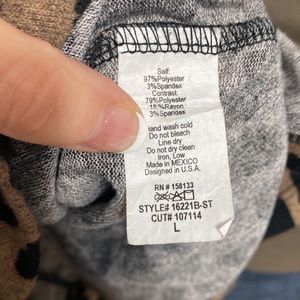 Self:
97%Polyester
3%Spandex
Contrast:
79%Polyester
18%Rayon
3%Spandex
Hand wash cold
Do not bleach
Line dry
Do not dry clean
Iron, Low
Made in MEXICO
Designed in U.S.A.
RN # 158133
STYLE# 16221B-ST
CUT# 107114
L